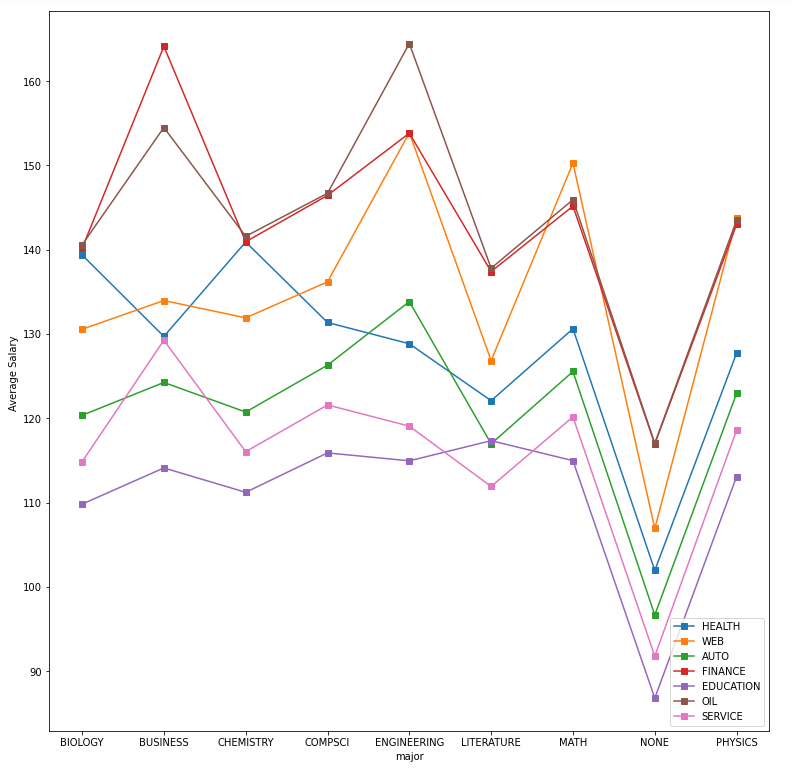 160
150
140
130
120
110
100
90
Average Salary
BIOLOGY BUSINESS CHEMISTRY COMPSCI ENGINEERING LITERATURE MATH NONE PHYSICS
major
HEALTH
WEB
AUTO
FINANCE
EDUCATION
OIL
SERVICE